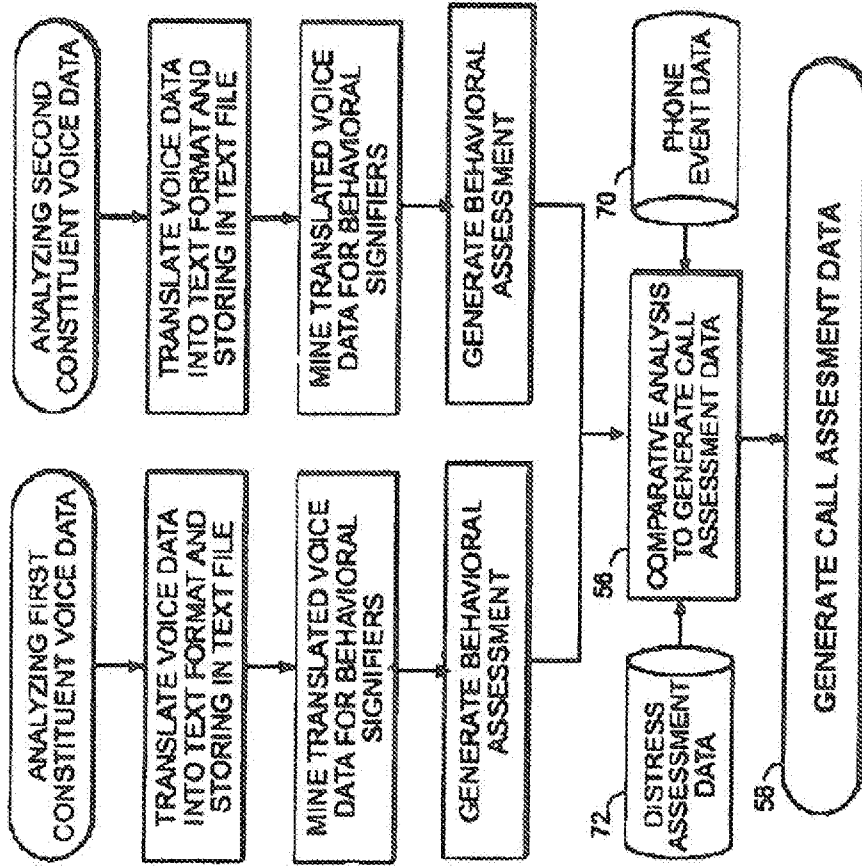 ANALYZING FIRST
CONSTITUENT VOICE DATA
TRANSLATE VOICE DATA
INTO TEXT FORMAT AND
STORING IN TEXT FILE
MINE TRANSLATED VOICE
DATA FOR BEHAVIORAL
SIGNIFIERS
GENERATE BEHAVIORAL
ASSESSMENT
ANALYZING SECOND
CONSTITUENT VOICE DATA
TRANSLATE VOICE DATA
INTO TEXT FORMAT AND
STORING IN TEXT FILE
MINE TRANSLATED VOICE
DATA FOR BEHAVIORAL
SIGNIFIERS
GENERATE BEHAVIORAL
ASSESSMENT
72
DISTRESS
ASSESSMENT
DATA
56
COMPARATIVE ANALYSIS
TO GENERATE CALL
ASSESSMENT DATA
70
PHONE
EVENT DATA
58
GENERATE CALL ASSESSMENT DATA